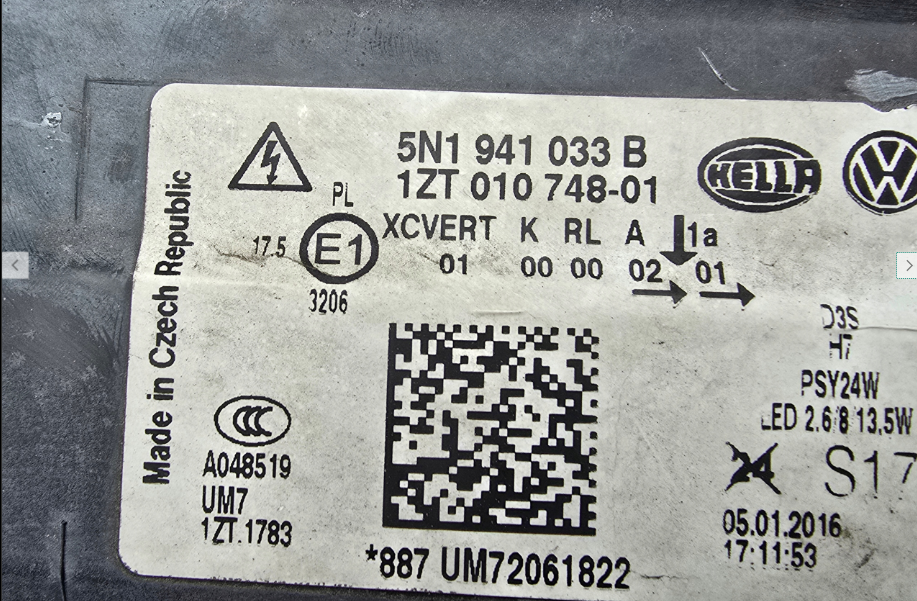 5N1 941 033 B
1ZT 010 748-01
HELLA
VW
PL
XCVERT K RL A 1a
17.5 E1
01 00 00 02 01
3206
Made in Czech Republic
D3S
H7
PSY24W
LED 2.6/8 13.5W
CCC
A048519
24 S17
UM7
1ZT.1783
05.01.2016
17:11:53
*887 UM72061822